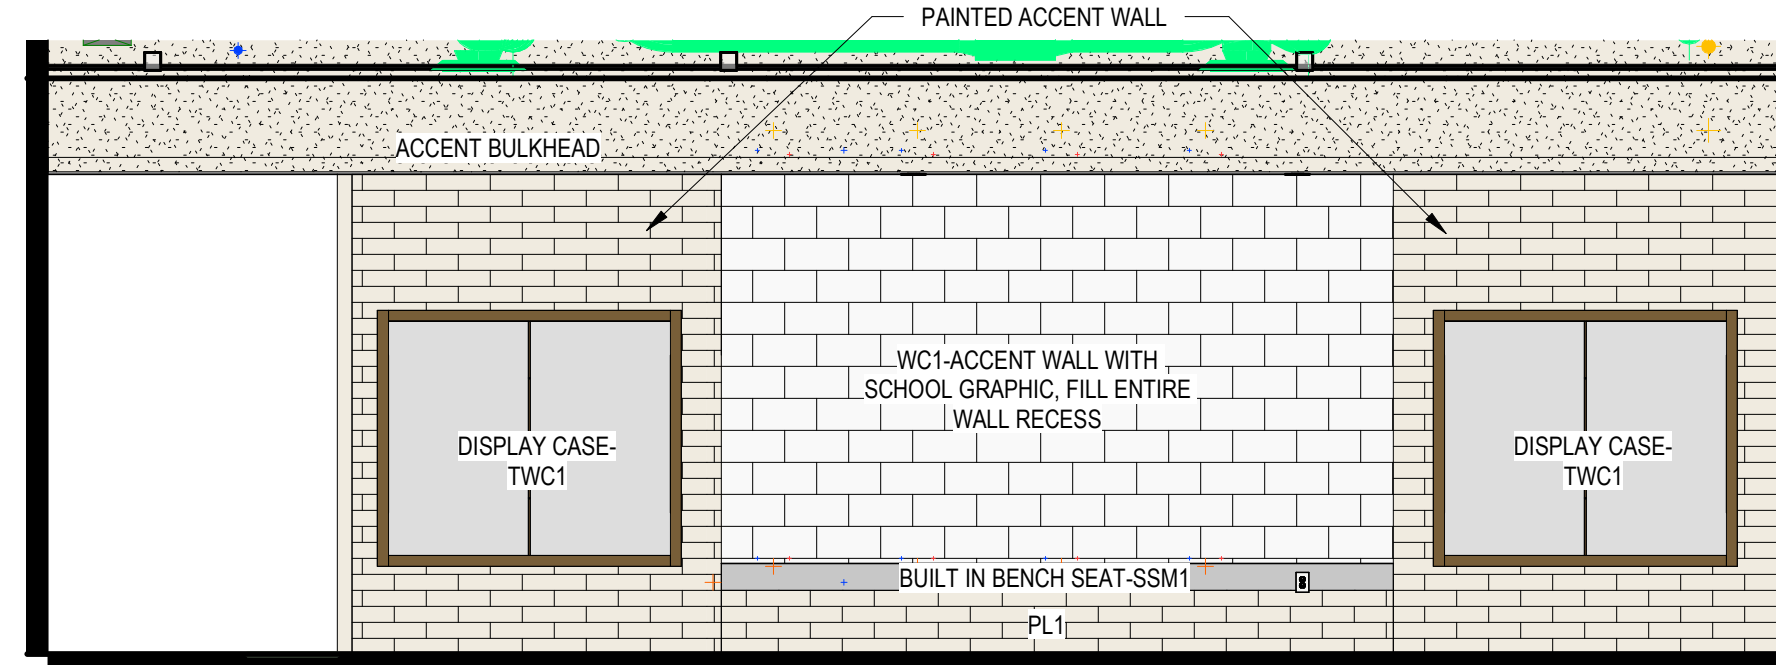 PAINTED ACCENT WALL
ACCENT BULKHEAD
WC1-ACCENT WALL WITH
SCHOOL GRAPHIC, FILL ENTIRE
WALL RECESS
DISPLAY CASE-
TWC1
DISPLAY CASE-
TWC1
BUILT IN BENCH SEAT-SSM1
PL1